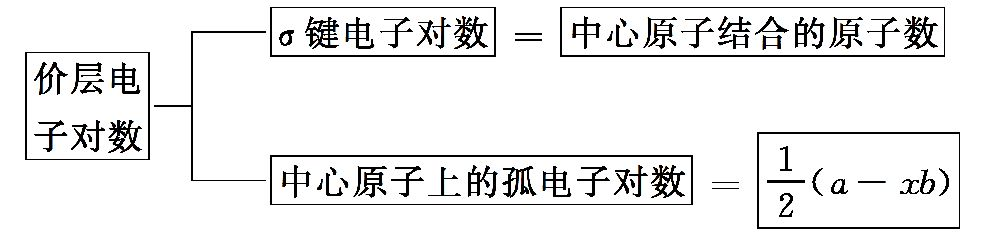 价层电
子对数
σ键电子对数 = 中心原子结合的原子数
中心原子上的孤电子对数 = 1/2(a－xb)